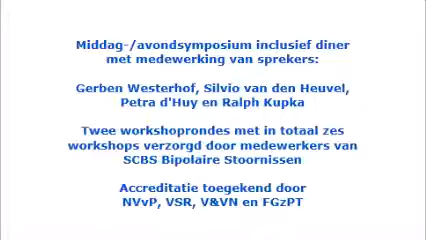 Middag-/avondsymposium inclusief diner
met medewerking van sprekers:
Gerben Westerhof, Silvio van den Heuvel,
Petra d'Huy en Ralph Kupka
Twee workshoprondes met in totaal zes
workshops verzorgd door medewerkers van
SCBS Bipolaire Stoornissen
Accreditatie toegekend door
NVvP, VSR, V&VN en FGzPT